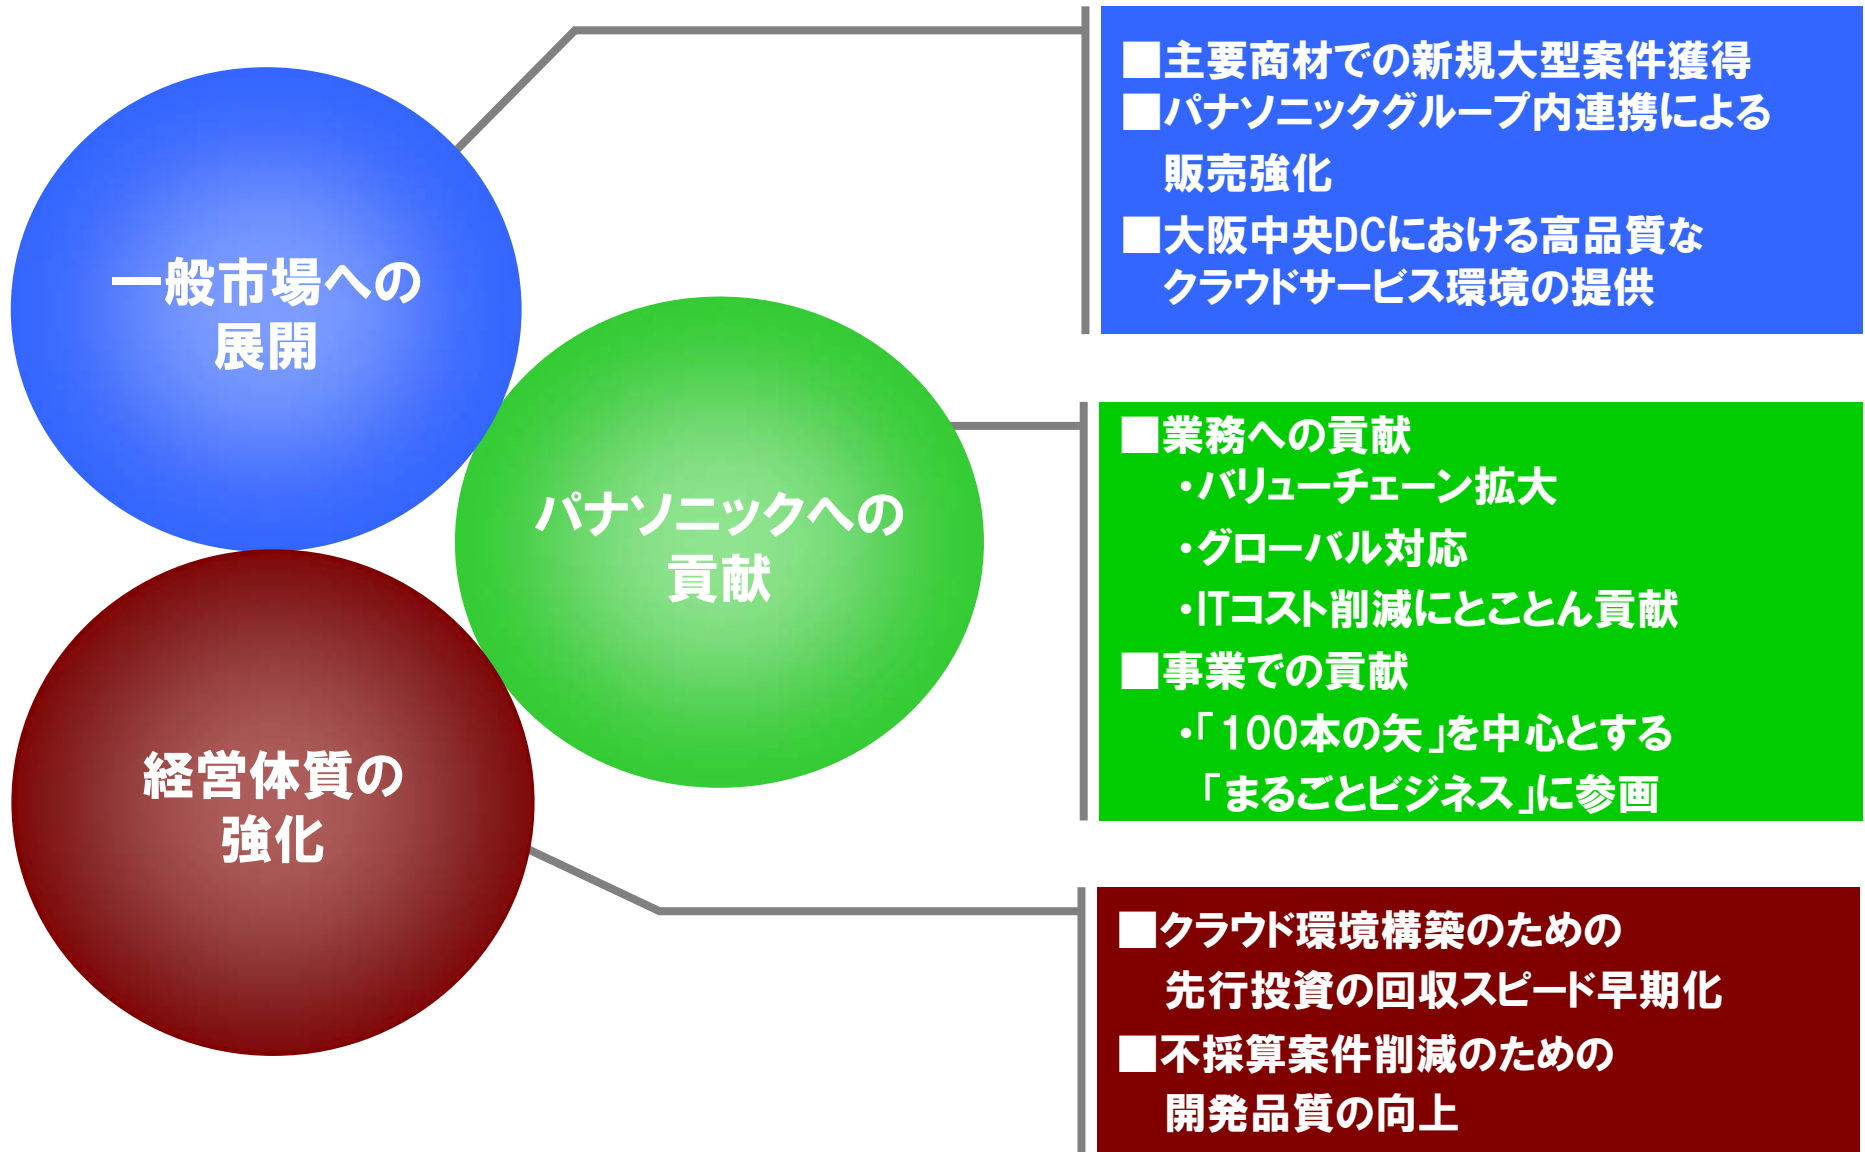 一般市場への
展開
■主要商材での新規大型案件獲得
■パナソニックグループ内連携による
販売強化
■大阪中央DCにおける高品質な
クラウドサービス環境の提供
パナソニックへの
貢献
■業務への貢献
・バリューチェーン拡大
・グローバル対応
・ITコスト削減にとことん貢献
■事業での貢献
・「100本の矢」を中心とする
「まるごとビジネス」に参画
経営体質の
強化
■クラウド環境構築のための
先行投資の回収スピード早期化
■不採算案件削減のための
開発品質の向上